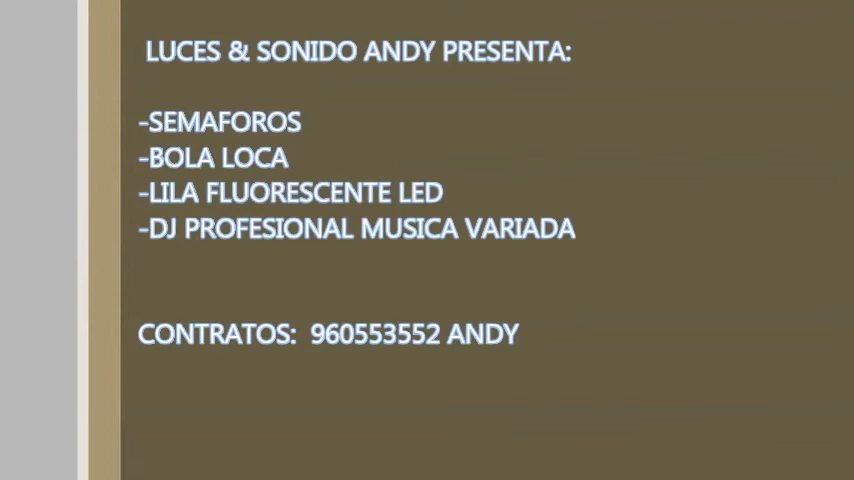 LUCES & SONIDO ANDY PRESENTA:
-SEMAFOROS
-BOLA LOCA
-LILA FLUORESCENTE LED
-DJ PROFESIONAL MUSICA VARIADA
CONTRATOS: 960553552 ANDY